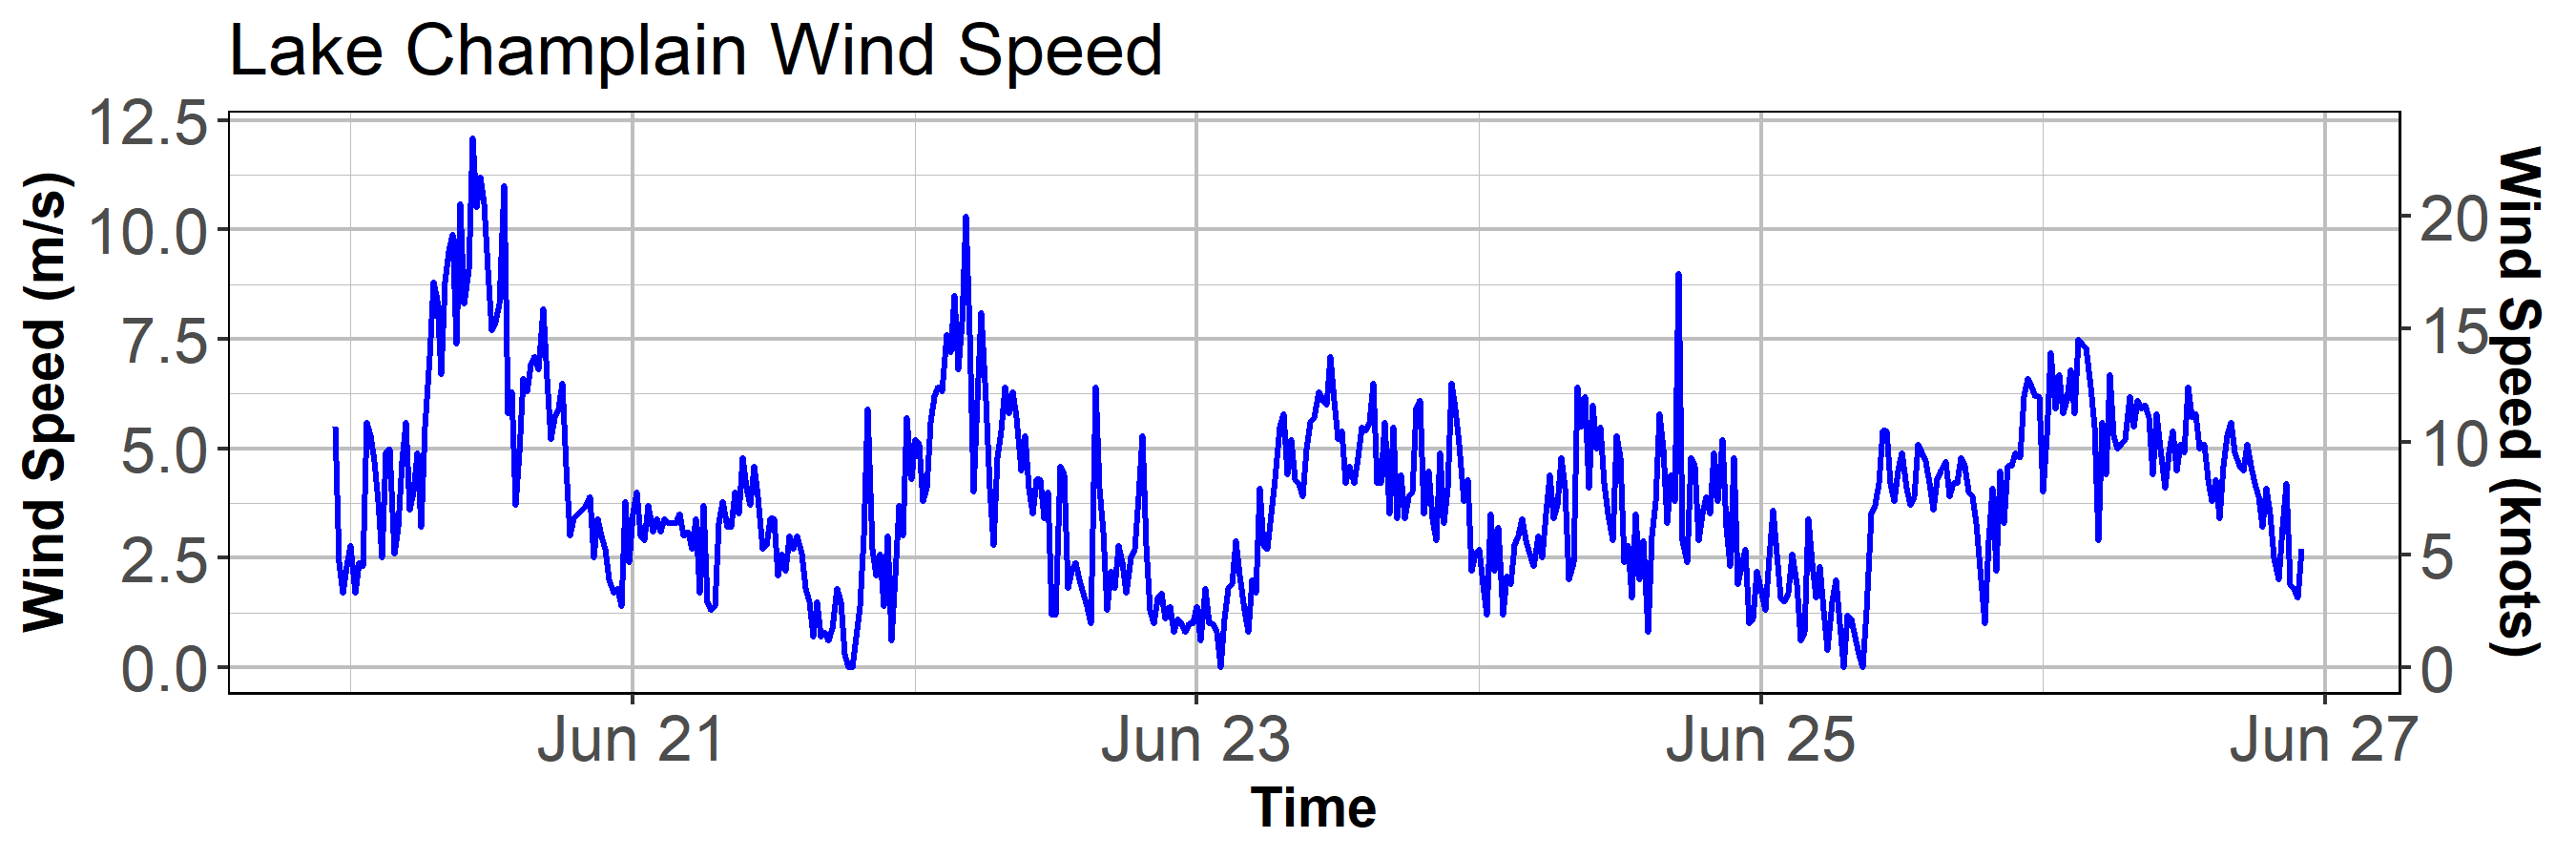 Lake Champlain Wind Speed
Wind Speed (m/s)
12.5
10.0
7.5
5.0
2.5
0.0
20
15
10
5
0
Wind Speed (knots)
Jun 21
Jun 23
Jun 25
Jun 27
Time